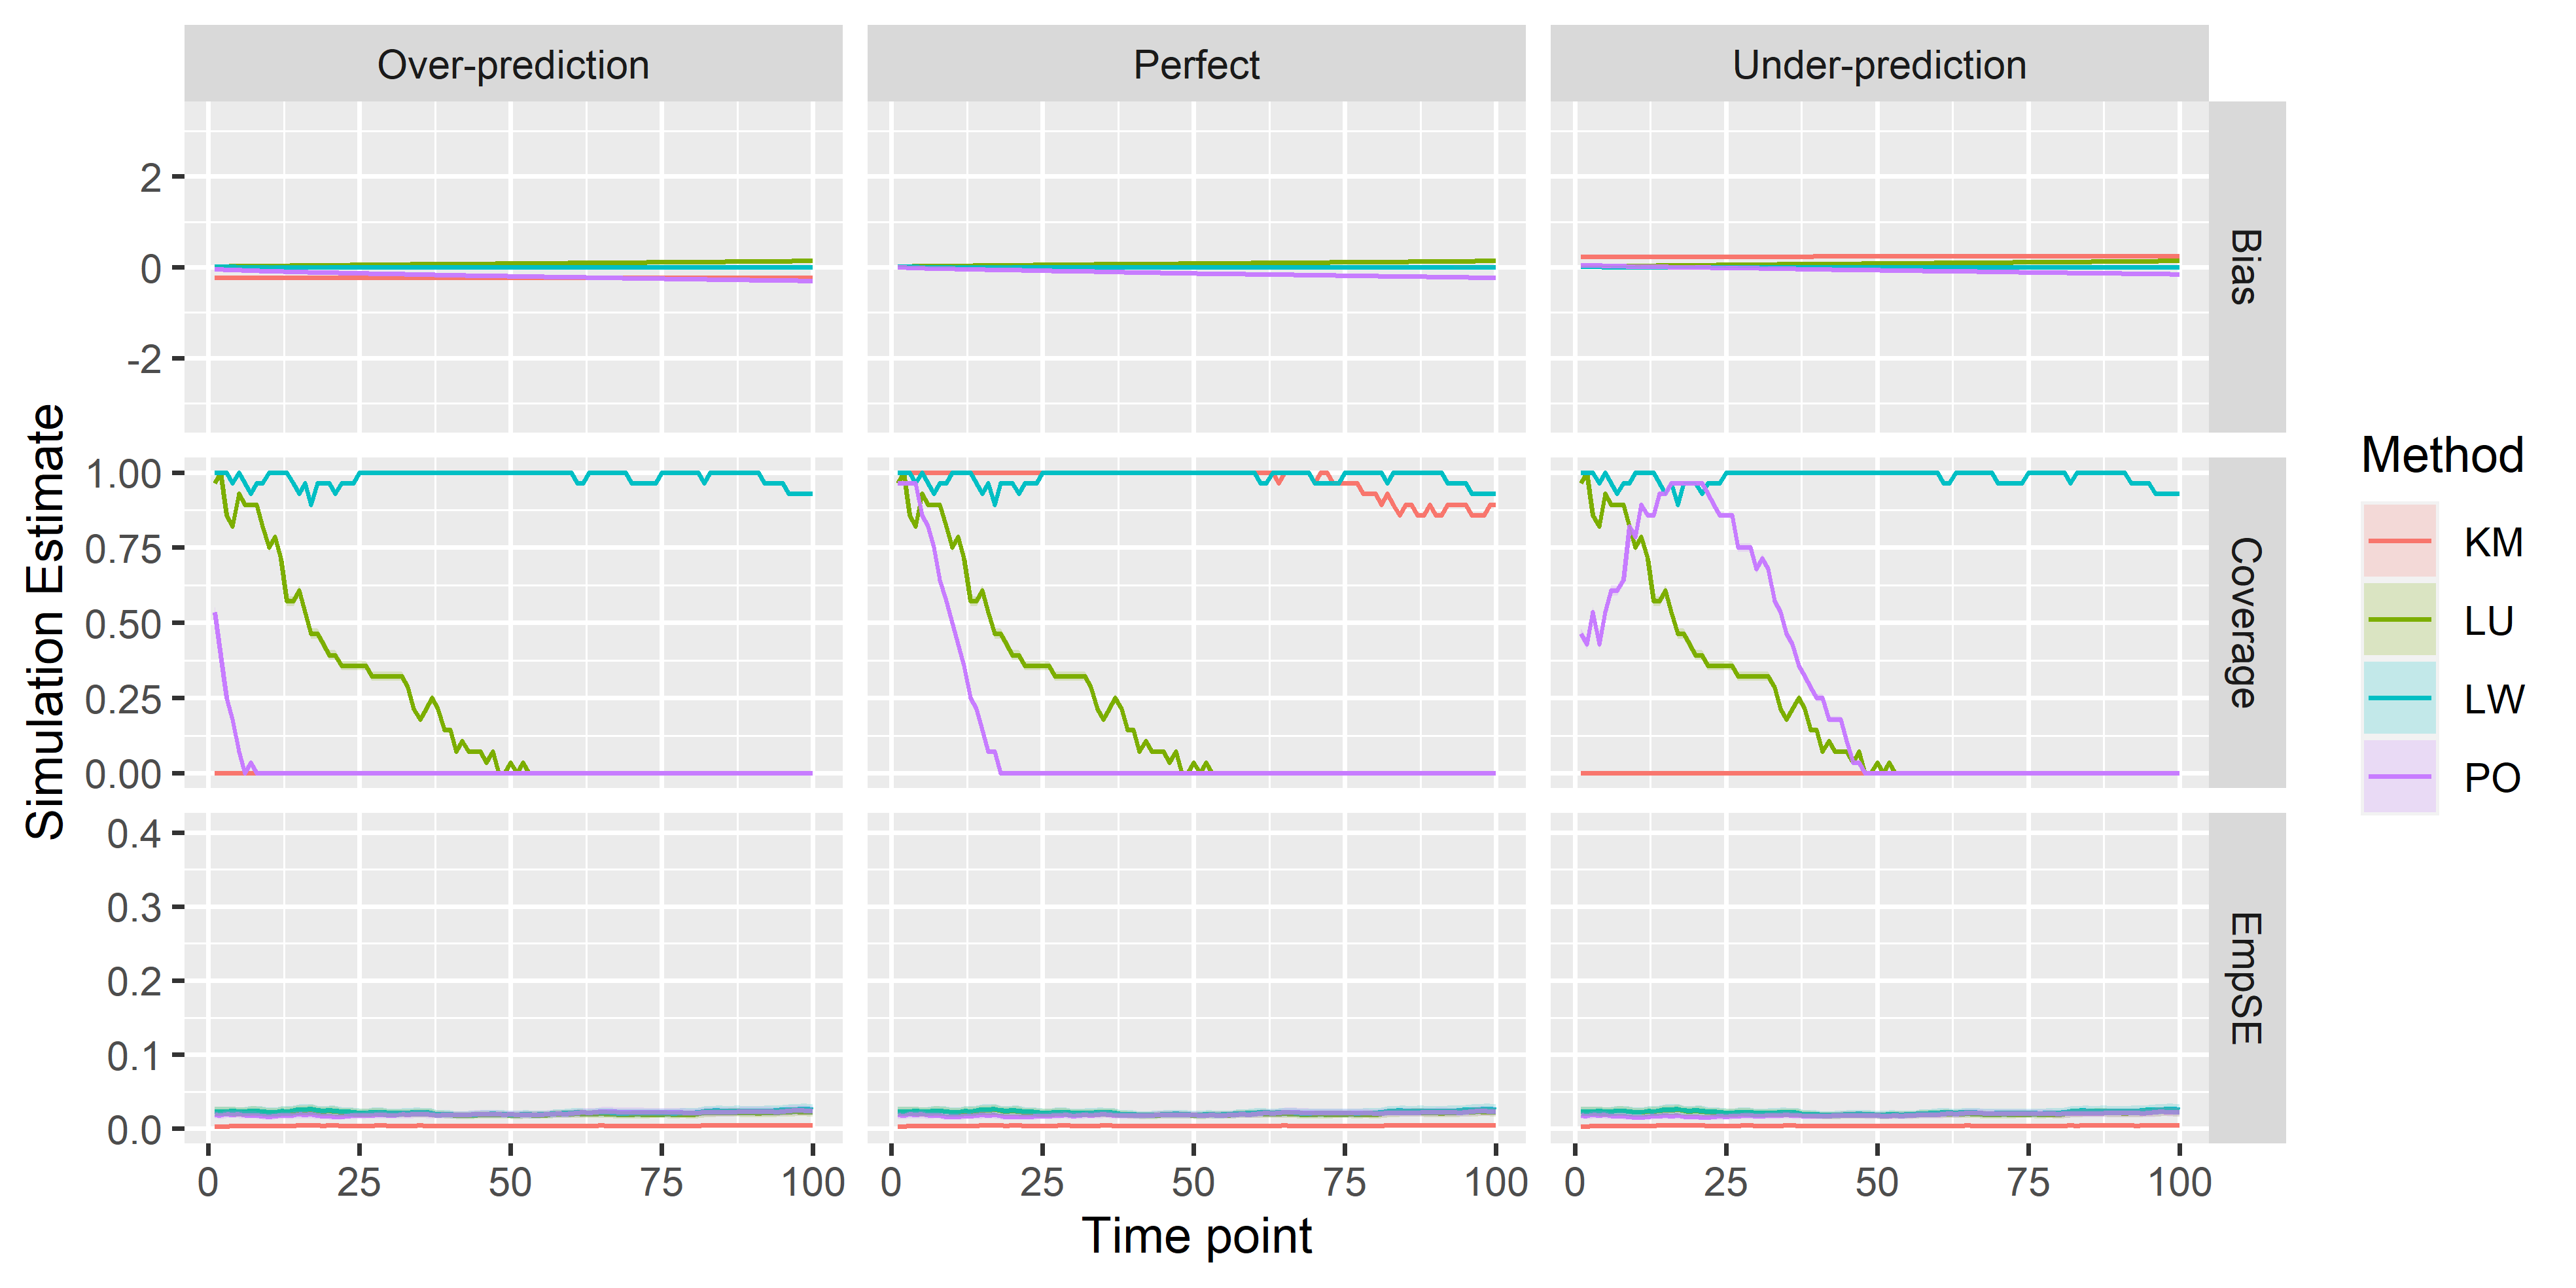 Over-prediction
Perfect
Under-prediction
2
0
-2
Bias
1.00
0.75
0.50
0.25
0.00
Coverage
0.4
0.3
0.2
0.1
0.0
EmpSE
0 25 50 75 100
0 25 50 75 100
0 25 50 75 100
Time point
Simulation Estimate
Method
KM
LU
LW
PO